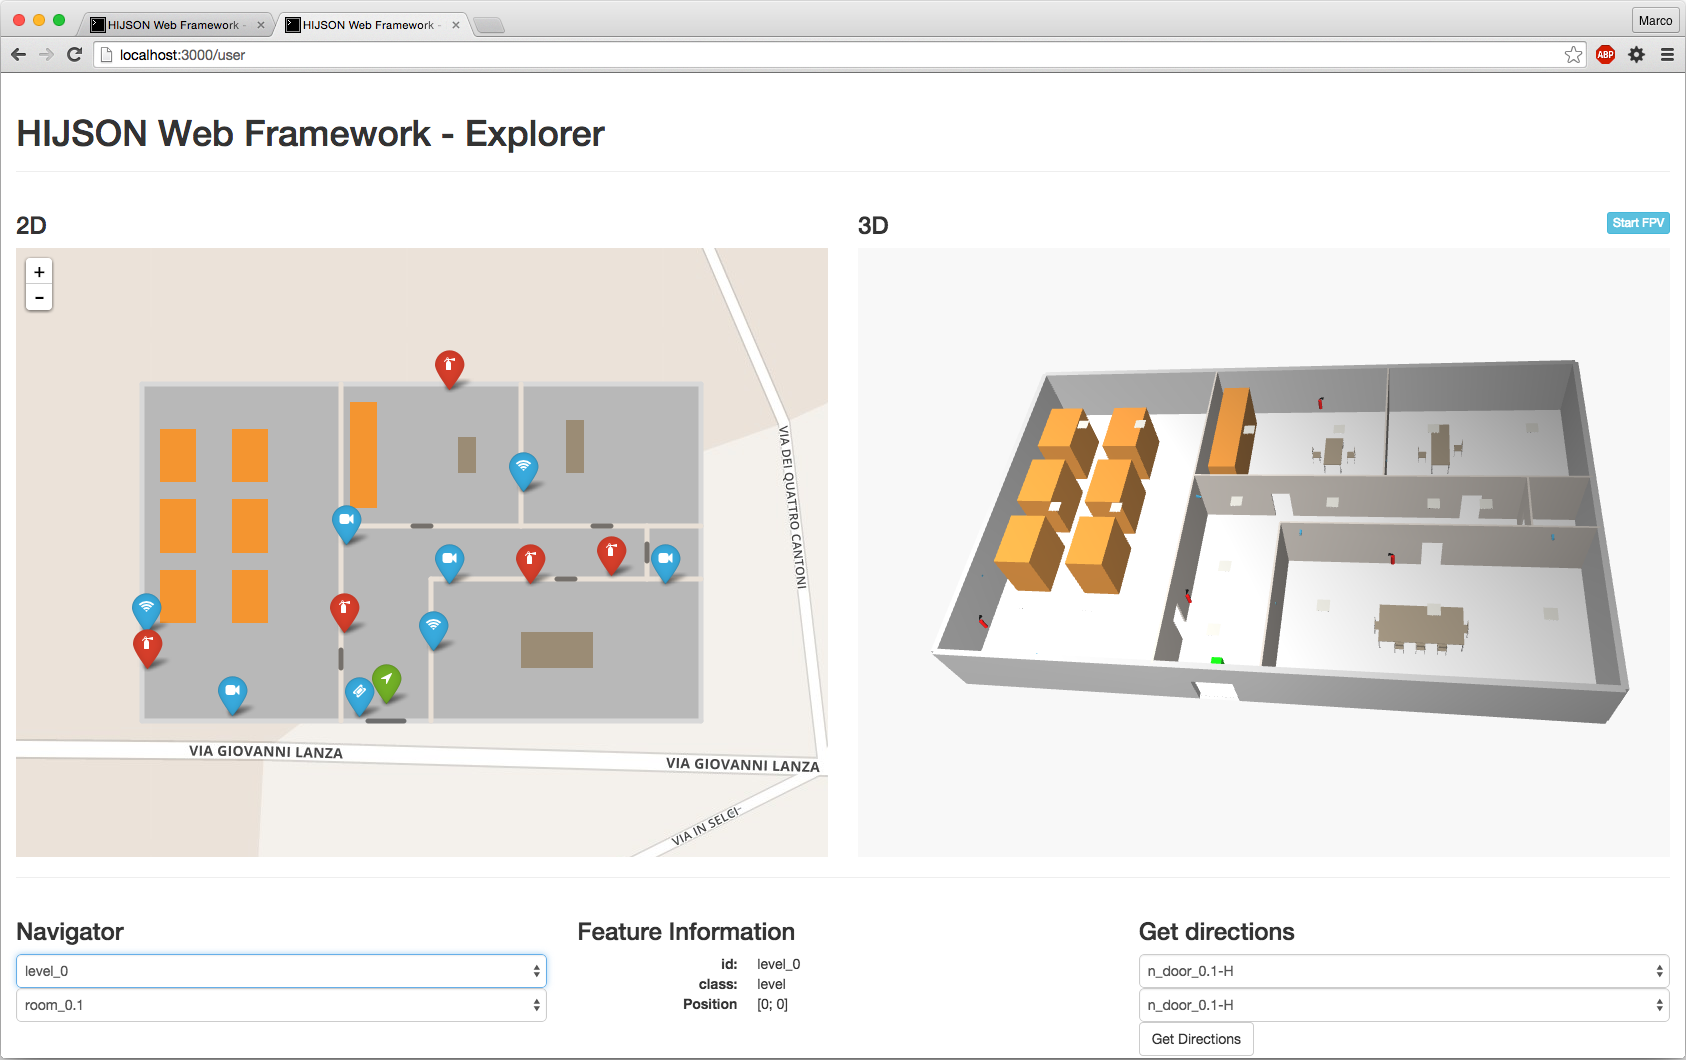 HIJSON Web Framework -
HIJSON Web Framework -
Marco
localhost:3000/user
ABP
HIJSON Web Framework - Explorer
2D
3D
Start FPV
+
-
VIA DEI QUATTRO CANTONI
VIA GIOVANNI LANZA
VIA GIOVANNI LANZA
VIA IN SELCI
Navigator
level_0
room_0.1
Feature Information
id: level_0
class: level
Position [0; 0]
Get directions
n_door_0.1-H
n_door_0.1-H
Get Directions